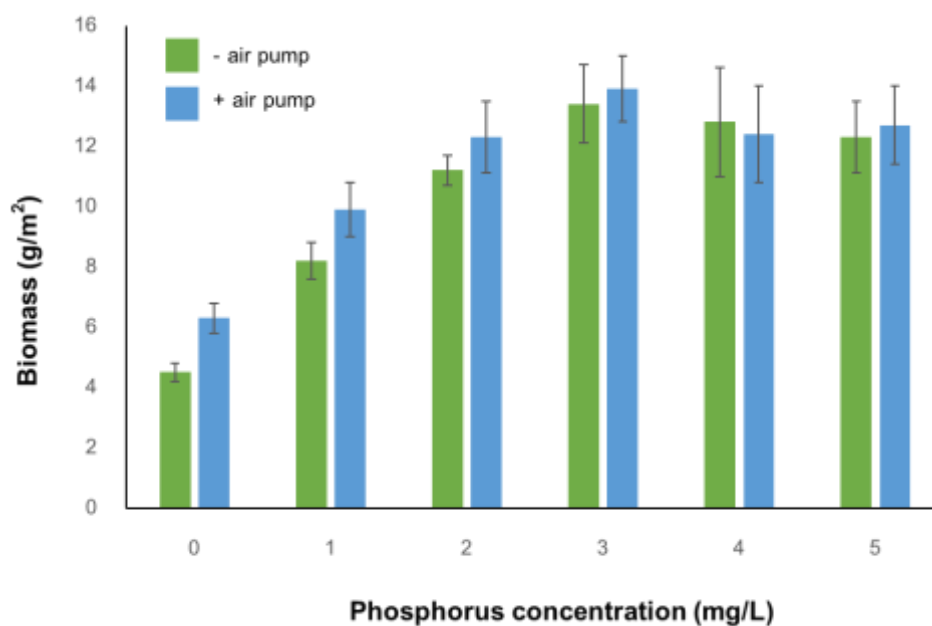 16
14
12
10
8
6
4
2
0
Biomass (g/m²)
- air pump
+ air pump
0 1 2 3 4 5
Phosphorus concentration (mg/L)